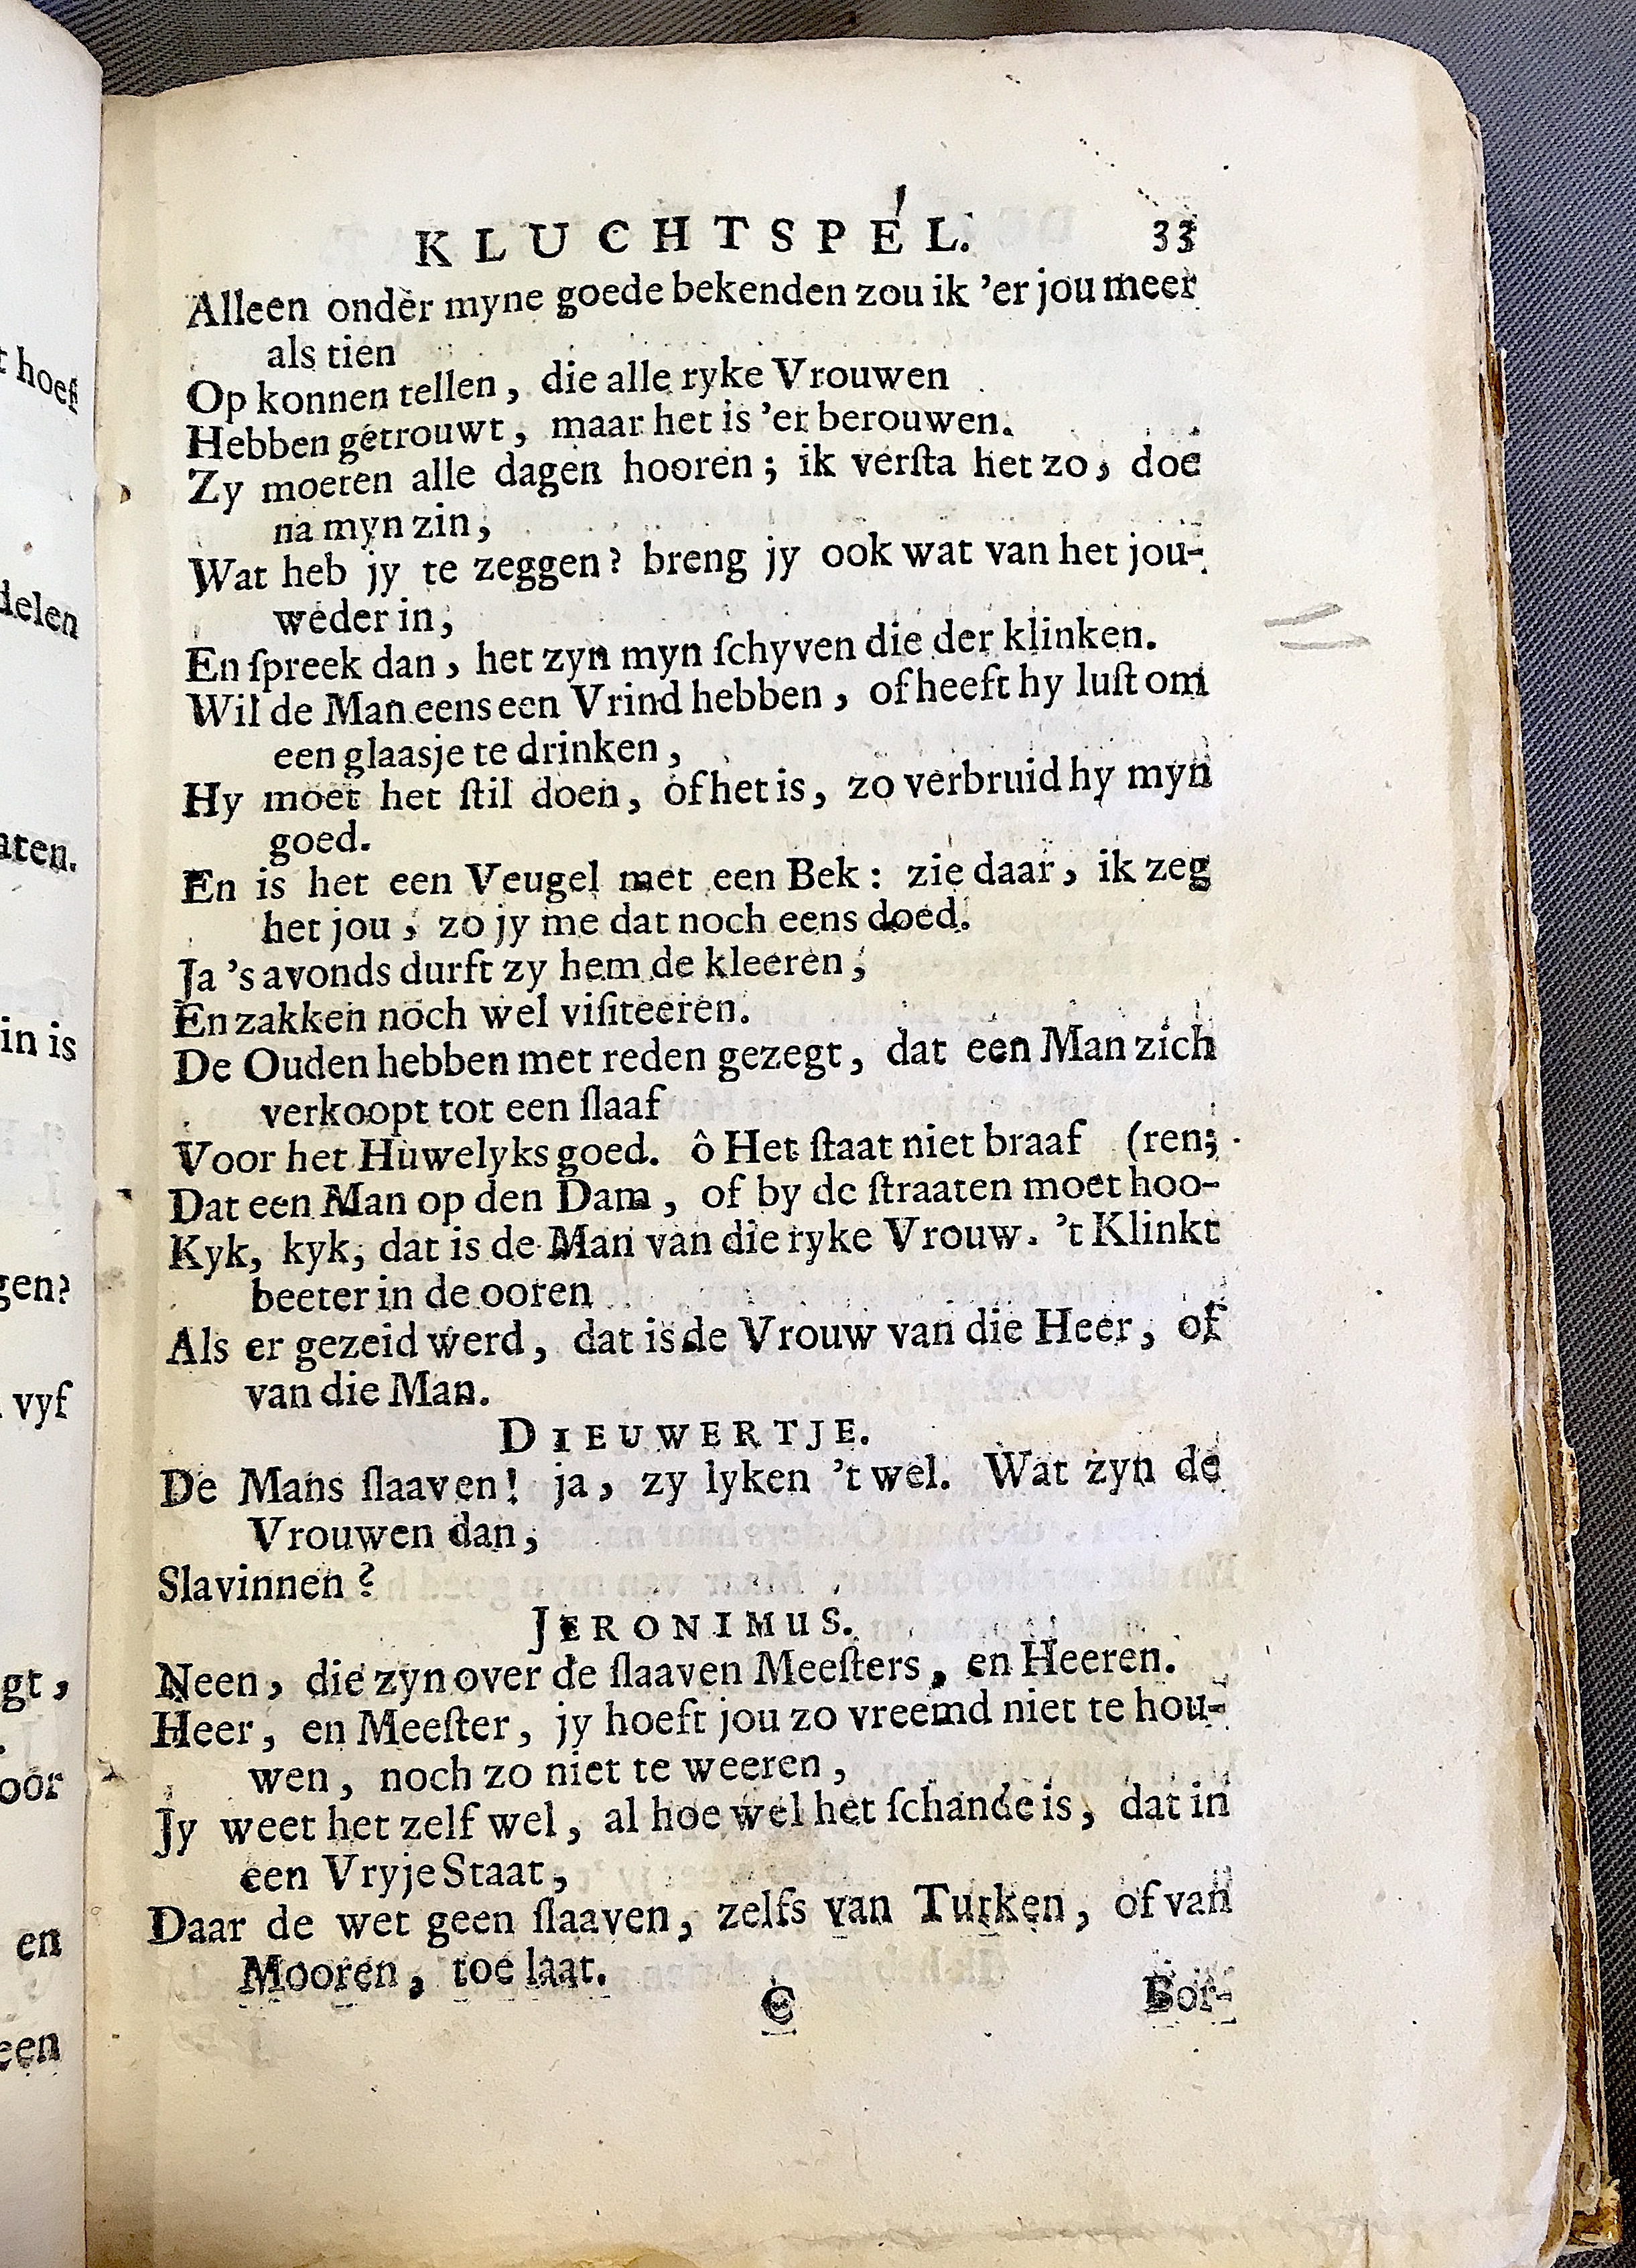 KLUCHTSPEL. 33
Alleen onder myne goede bekenden zou ik 'er jou meer
als tien
Op konnen tellen, die alle ryke Vrouwen
Hebben getrouwt, maar het is 'er berouwen.
Zy moeten alle dagen hooren; ik verſta het zo, doe
na myn zin,
Wat heb jy te zeggen? breng jy ook wat van het jou-
weder in,
En ſpreek dan, het zyn myn ſchyven die der klinken.
Wil de Man eens een Vrind hebben, of heeft hy luſt om
een glaasje te drinken,
Hy moet het ſtil doen, of het is, zo verbruid hy myn
goed.
En is het een Veugel met een Bek: zie daar, ik zeg
het jou, zo jy me dat noch eens doed.
Ja 's avonds durft zy hem de kleeren,
En zakken noch wel viſiteeren.
De Ouden hebben met reden gezegt, dat een Man zich
verkoopt tot een ſlaaf
Voor het Huwelyks goed. ô Het ſtaat niet braaf (ren;
Dat een Man op den Dam, of by de ſtraaten moet hoo-
Kyk, kyk, dat is de Man van die ryke Vrouw. 't Klinkt
beeter in de ooren
Als er gezeid werd, dat is de Vrouw van die Heer, of
van die Man.
DIEUWERTJE.
De Mans ſlaaven! ja, zy lyken 't wel. Wat zyn de
Vrouwen dan,
Slavinnen?
JERONIMUS.
Neen, die zyn over de ſlaaven Meeſters, en Heeren.
Heer, en Meeſter, jy hoeft jou zo vreemd niet te hou-
wen, noch zo niet te weeren,
Jy weet het zelf wel, al hoe wel het ſchande is, dat in
een Vryje Staat,
Daar de wet geen ſlaaven, zelfs van Turken, of van
Mooren, toe laat.
C Bor-
t hoef
delen
aten.
in is
gen?
vyf
gt,
oor
en
een